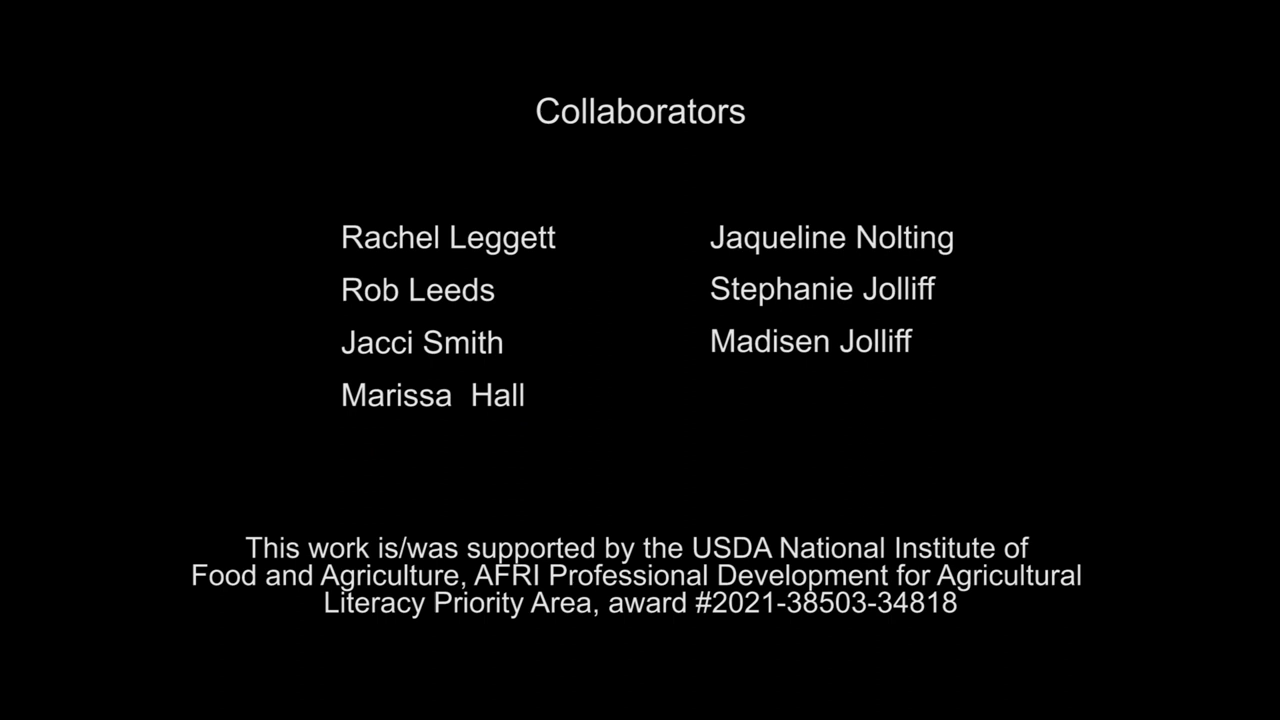 Collaborators
Rachel Leggett
Rob Leeds
Jacci Smith
Marissa  Hall
Jaqueline Nolting
Stephanie Jolliff
Madisen Jolliff
This work is/was supported by the USDA National Institute of
Food and Agriculture, AFRI Professional Development for Agricultural
Literacy Priority Area, award #2021-38503-34818